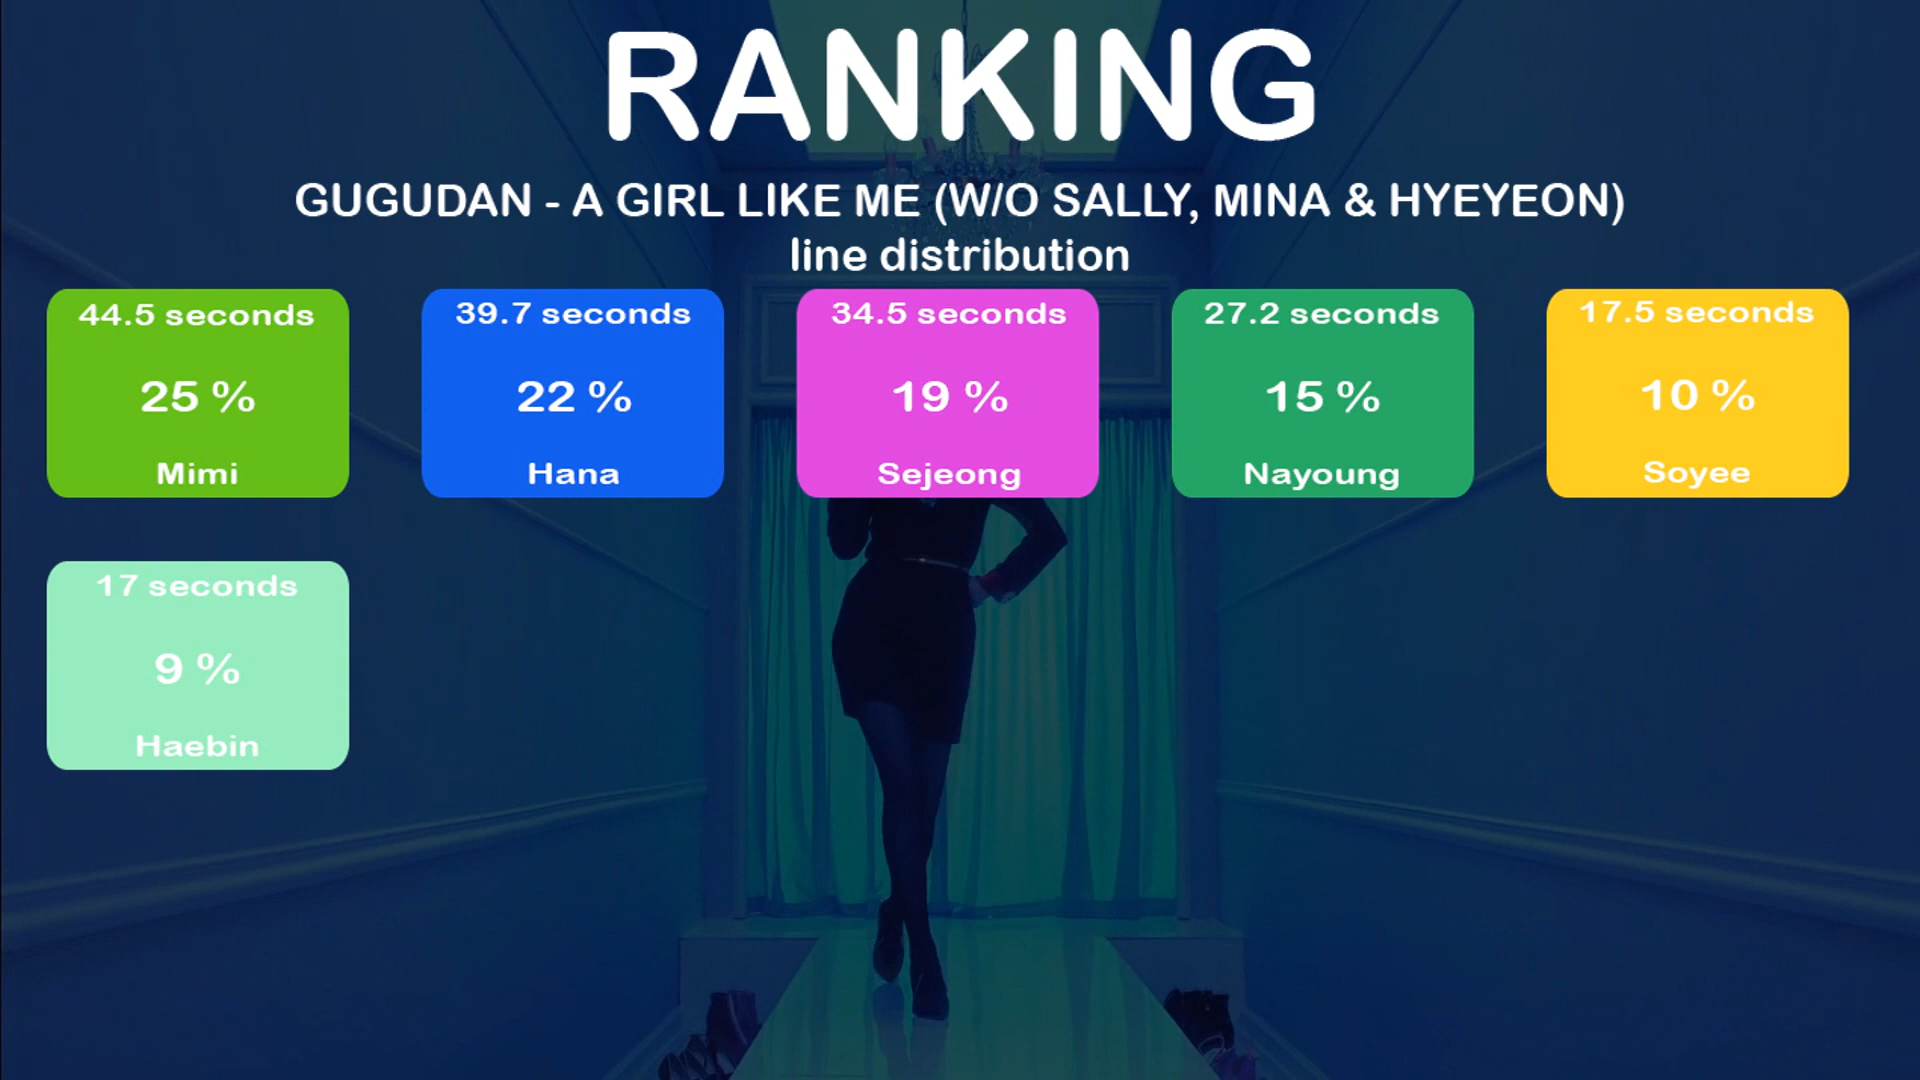 RANKING
GUGUDAN - A GIRL LIKE ME (W/O SALLY, MINA & HYEYEON)
line distribution
44.5 seconds
25 %
Mimi
39.7 seconds
22 %
Hana
34.5 seconds
19 %
Sejeong
27.2 seconds
15 %
Nayoung
17.5 seconds
10 %
Soyee
17 seconds
9 %
Haebin